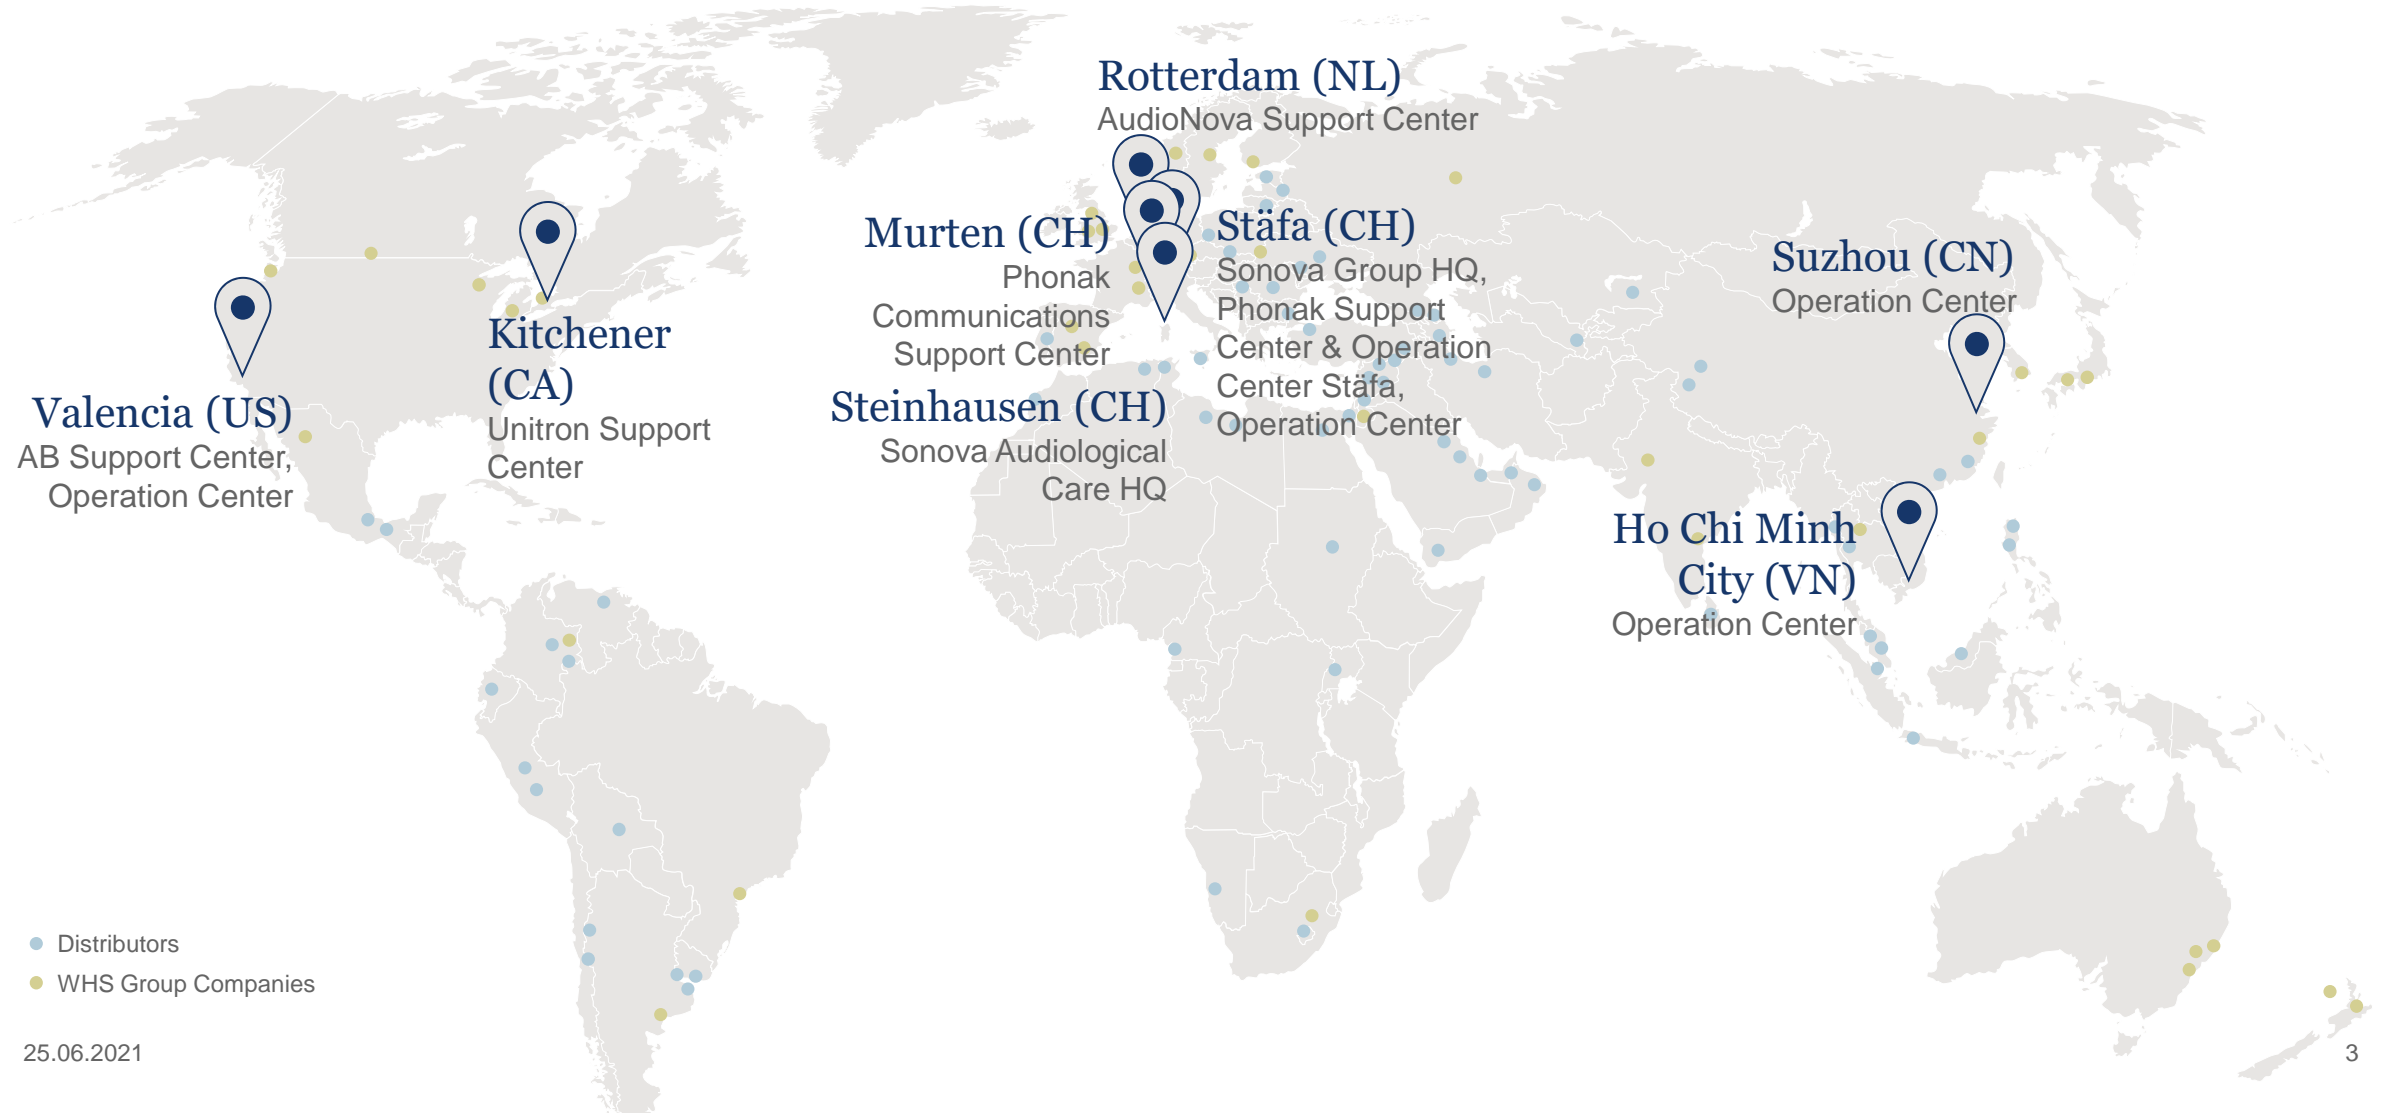 Rotterdam (NL)
AudioNova Support Center
Murten (CH)
Phonak
Communications
Support Center
Stäfa (CH)
Sonova Group HQ,
Phonak Support
Center & Operation
Center Stäfa,
Operation Center
Suzhou (CN)
Operation Center
Kitchener
(CA)
Unitron Support
Center
Valencia (US)
AB Support Center,
Operation Center
Steinhausen (CH)
Sonova Audiological
Care HQ
Ho Chi Minh
City (VN)
Operation Center
Distributors
WHS Group Companies
25.06.2021
3